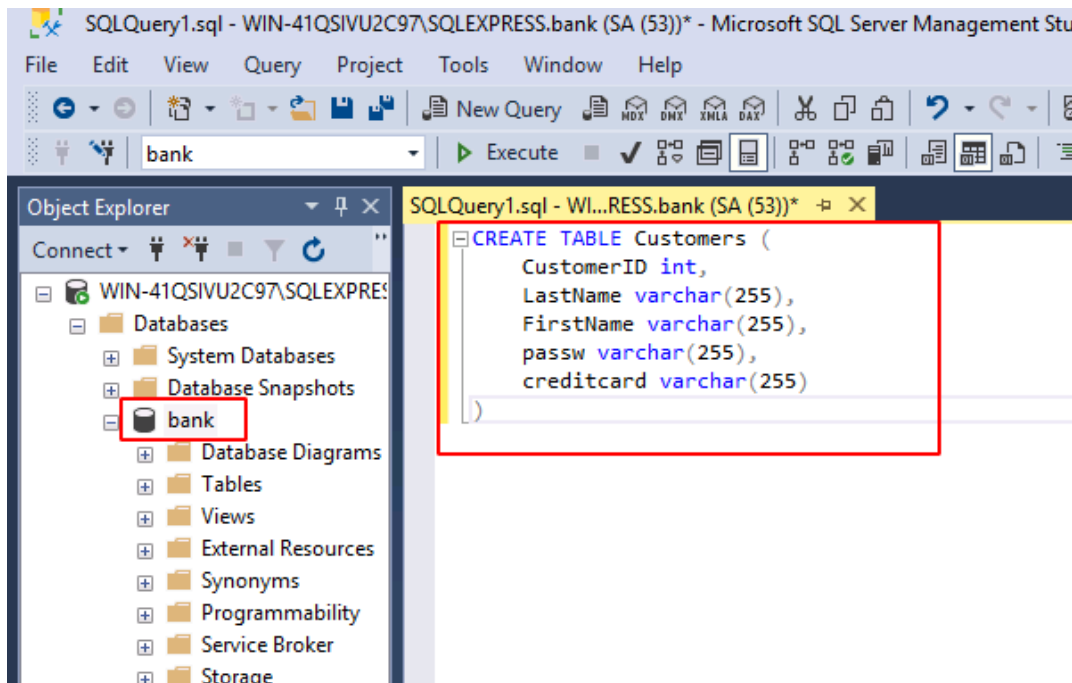 SQLQuery1.sql - WIN-41QSIVU2C97\SQLEXPRESS.bank (SA (53))* - Microsoft SQL Server Management Stu
File Edit View Query Project Tools Window Help
New Query MDX DMX XMLA DAX
bank Execute
Object Explorer
SQLQuery1.sql - WI...RESS.bank (SA (53))*
Connect
WIN-41QSIVU2C97\SQLEXPRES
Databases
System Databases
Database Snapshots
bank
Database Diagrams
Tables
Views
External Resources
Synonyms
Programmability
Service Broker
Storage
CREATE TABLE Customers (
CustomerID int,
LastName varchar(255),
FirstName varchar(255),
passw varchar(255),
creditcard varchar(255)
)